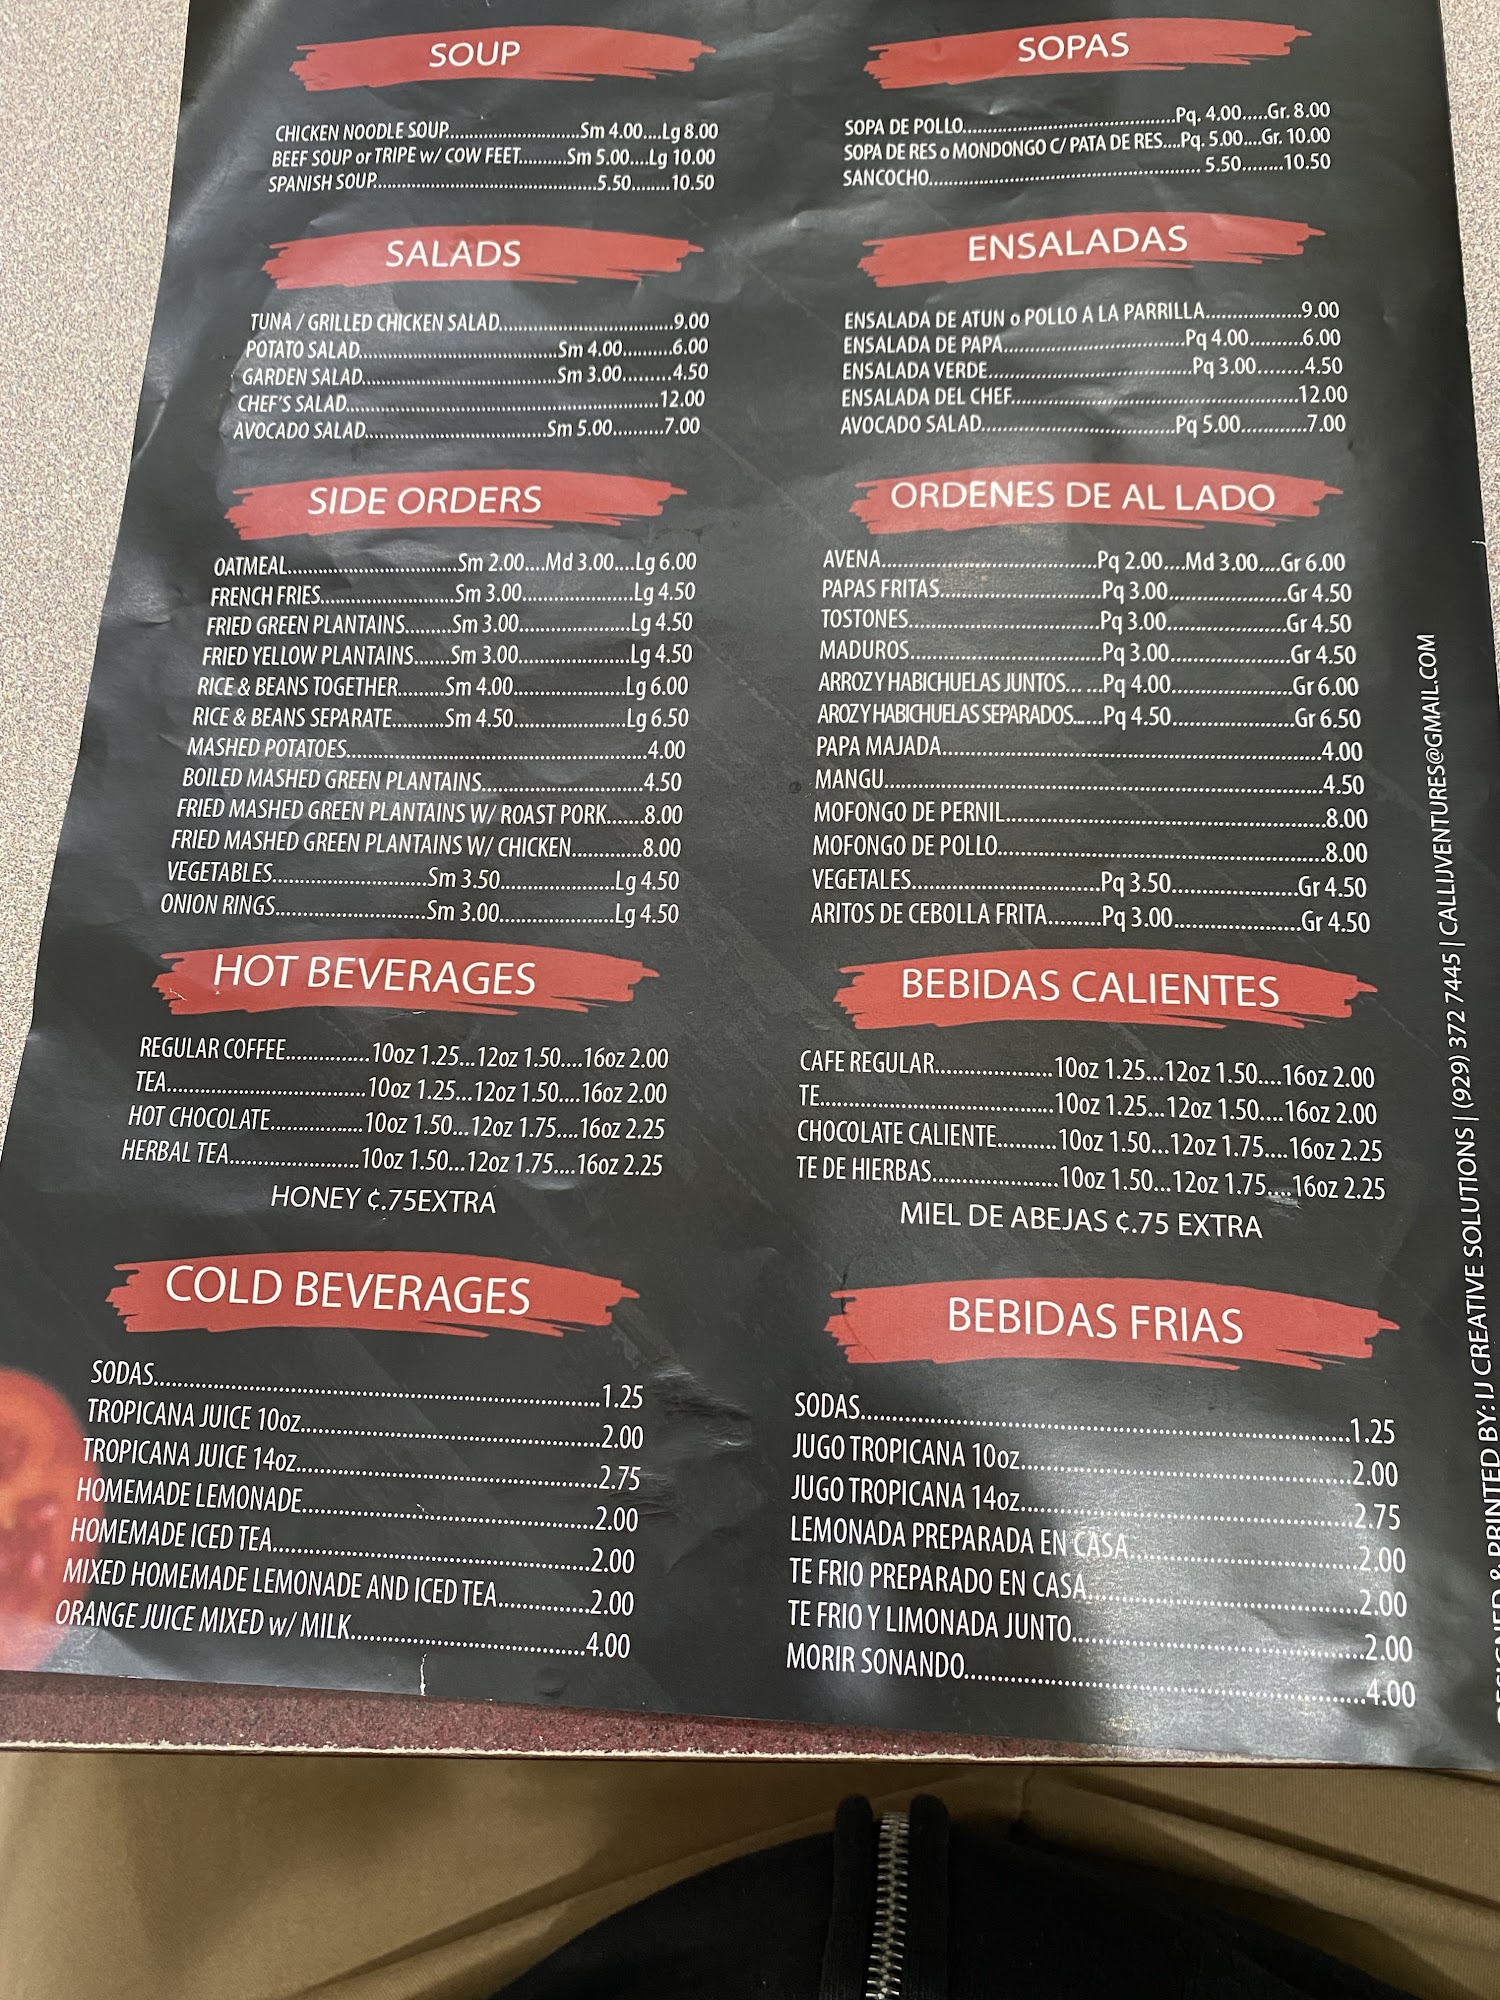 SOUP
CHICKEN NOODLE SOUP..........Sm 4.00....Lg 8.00
BEEF SOUP or TRIPE w/ COW FEET..........Sm 5.00....Lg 10.00
SPANISH SOUP..........5.50........10.50
SALADS
TUNA / GRILLED CHICKEN SALAD..........9.00
POTATO SALAD..........Sm 4.00..........6.00
GARDEN SALAD..........Sm 3.00..........4.50
CHEF'S SALAD..........12.00
AVOCADO SALAD..........Sm 5.00..........7.00
SIDE ORDERS
OATMEAL..........Sm 2.00....Md 3.00....Lg 6.00
FRENCH FRIES..........Sm 3.00..........Lg 4.50
FRIED GREEN PLANTAINS.........Sm 3.00..........Lg 4.50
FRIED YELLOW PLANTAINS.......Sm 3.00..........Lg 4.50
RICE & BEANS TOGETHER.........Sm 4.00..........Lg 6.00
RICE & BEANS SEPARATE..........Sm 4.50..........Lg 6.50
MASHED POTATOES..........4.00
BOILED MASHED GREEN PLANTAINS..........4.50
FRIED MASHED GREEN PLANTAINS W/ ROAST PORK.......8.00
FRIED MASHED GREEN PLANTAINS W/ CHICKEN..........8.00
VEGETABLES..........Sm 3.50..........Lg 4.50
ONION RINGS..........Sm 3.00..........Lg 4.50
HOT BEVERAGES
REGULAR COFFEE..........10oz 1.25...12oz 1.50....16oz 2.00
TEA..........10oz 1.25...12oz 1.50....16oz 2.00
HOT CHOCOLATE..........10oz 1.50...12oz 1.75....16oz 2.25
HERBAL TEA..........10oz 1.50...12oz 1.75....16oz 2.25
HONEY ¢.75EXTRA
COLD BEVERAGES
SODAS..........1.25
TROPICANA JUICE 10oz..........2.00
TROPICANA JUICE 14oz..........2.75
HOMEMADE LEMONADE..........2.00
HOMEMADE ICED TEA..........2.00
MIXED HOMEMADE LEMONADE AND ICED TEA..........2.00
ORANGE JUICE MIXED w/ MILK..........4.00
SOPAS
SOPA DE POLLO..........Pq. 4.00.....Gr. 8.00
SOPA DE RES o MONDONGO C/ PATA DE RES....Pq. 5.00....Gr. 10.00
SANCOCHO.......... 5.50........10.50
ENSALADAS
ENSALADA DE ATUN o POLLO A LA PARRILLA..........9.00
ENSALADA DE PAPA..........Pq 4.00..........6.00
ENSALADA VERDE..........Pq 3.00........4.50
ENSALADA DEL CHEF..........12.00
AVOCADO SALAD..........Pq 5.00..........7.00
ORDENES DE AL LADO
AVENA..........Pq 2.00....Md 3.00....Gr 6.00
PAPAS FRITAS..........Pq 3.00..........Gr 4.50
TOSTONES..........Pq 3.00..........Gr 4.50
MADUROS..........Pq 3.00..........Gr 4.50
ARROZ Y HABICHUELAS JUNTOS... ...Pq 4.00..........Gr 6.00
AROZ Y HABICHUELAS SEPARADOS......Pq 4.50..........Gr 6.50
PAPA MAJADA..........4.00
MANGU..........4.50
MOFONGO DE PERNIL..........8.00
MOFONGO DE POLLO..........8.00
VEGETALES..........Pq 3.50..........Gr 4.50
ARITOS DE CEBOLLA FRITA.........Pq 3.00..........Gr 4.50
BEBIDAS CALIENTES
CAFE REGULAR..........10oz 1.25...12oz 1.50....16oz 2.00
TE..........10oz 1.25...12oz 1.50....16oz 2.00
CHOCOLATE CALIENTE..........10oz 1.50...12oz 1.75....16oz 2.25
TE DE HIERBAS..........10oz 1.50...12oz 1.75....16oz 2.25
MIEL DE ABEJAS ¢.75 EXTRA
BEBIDAS FRIAS
SODAS..........1.25
JUGO TROPICANA 10oz..........2.00
JUGO TROPICANA 14oz..........2.75
LEMONADA PREPARADA EN CASA..........2.00
TE FRIO PREPARADO EN CASA..........2.00
TE FRIO Y LIMONADA JUNTO..........2.00
MORIR SONANDO..........4.00
& PRINTED BY: IJ CREATIVE SOLUTIONS | (929) 372 7445 | CALLIJVENTURES@GMAIL.COM